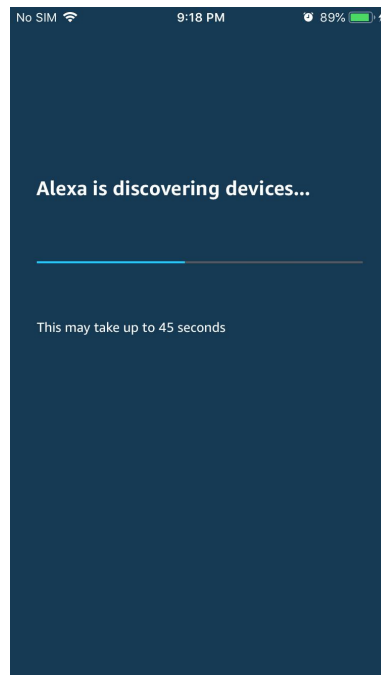 No SIM 9:18 PM 89%
Alexa is discovering devices...
This may take up to 45 seconds